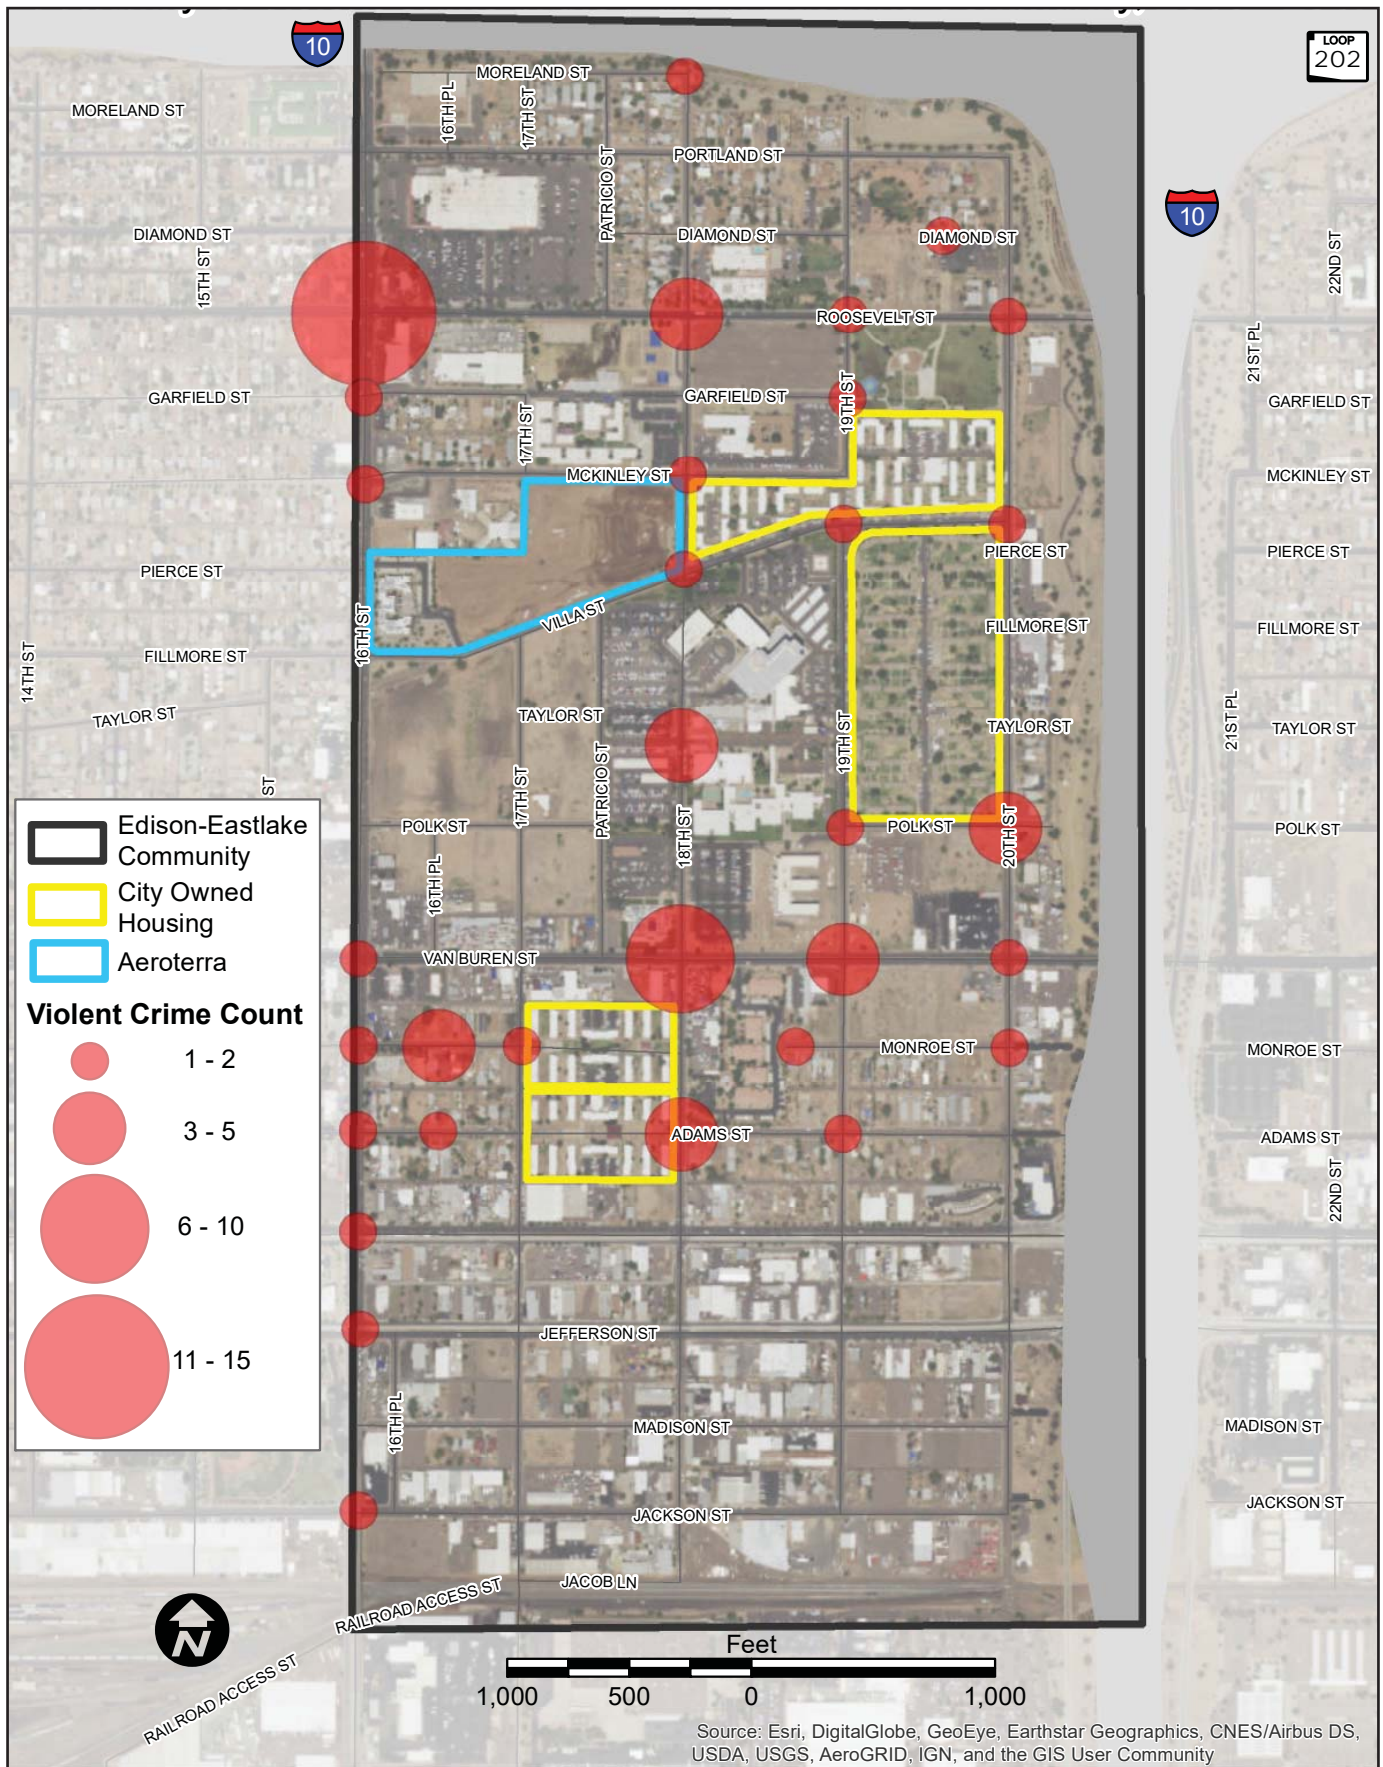 10
LOOP
202
MORELAND ST
MORELAND ST
16TH PL
17TH ST
PORTLAND ST
PATRICIO ST
10
DIAMOND ST
DIAMOND ST
DIAMOND ST
22ND ST
15TH ST
ROOSEVELT ST
21ST PL
GARFIELD ST
GARFIELD ST
19TH ST
GARFIELD ST
17TH ST
MCKINLEY ST
MCKINLEY ST
PIERCE ST
PIERCE ST
PIERCE ST
VILLA ST
16TH ST
FILLMORE ST
FILLMORE ST
FILLMORE ST
14TH ST
TAYLOR ST
TAYLOR ST
19TH ST
TAYLOR ST
21ST PL
TAYLOR ST
ST
17TH ST
PATRICIO ST
18TH ST
20TH ST
POLK ST
POLK ST
POLK ST
16TH PL
VAN BUREN ST
MONROE ST
MONROE ST
ADAMS ST
ADAMS ST
22ND ST
JEFFERSON ST
16TH PL
MADISON ST
MADISON ST
JACKSON ST
JACKSON ST
JACOB LN
RAILROAD ACCESS ST
RAILROAD ACCESS ST
Edison-Eastlake
Community
City Owned
Housing
Aeroterra
Violent Crime Count
1 - 2
3 - 5
6 - 10
11 - 15
N
Feet
1,000 500 0 1,000
Source: Esri, DigitalGlobe, GeoEye, Earthstar Geographics, CNES/Airbus DS,
USDA, USGS, AeroGRID, IGN, and the GIS User Community